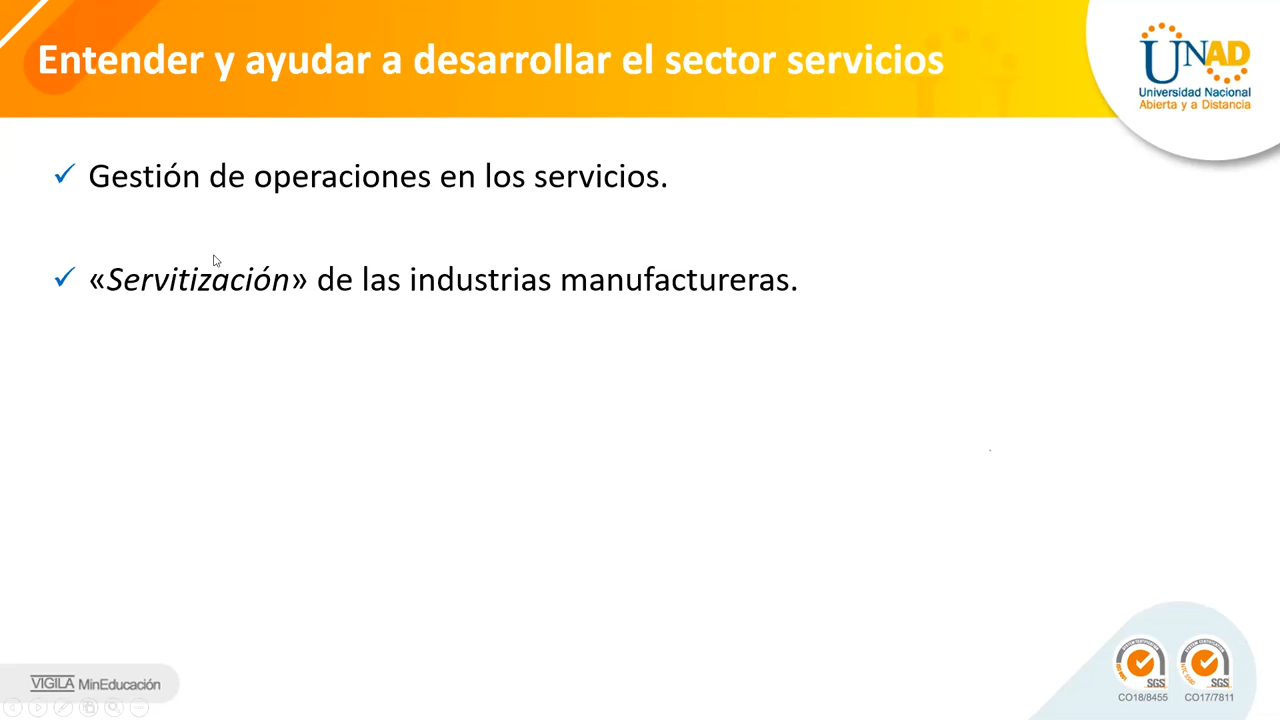 Entender y ayudar a desarrollar el sector servicios
UNAD
Universidad Nacional
Abierta y a Distancia
Gestión de operaciones en los servicios.
«Servitización» de las industrias manufactureras.
VIGILA MinEducación
SGS
SGS
CO18/8455
CO17/7811